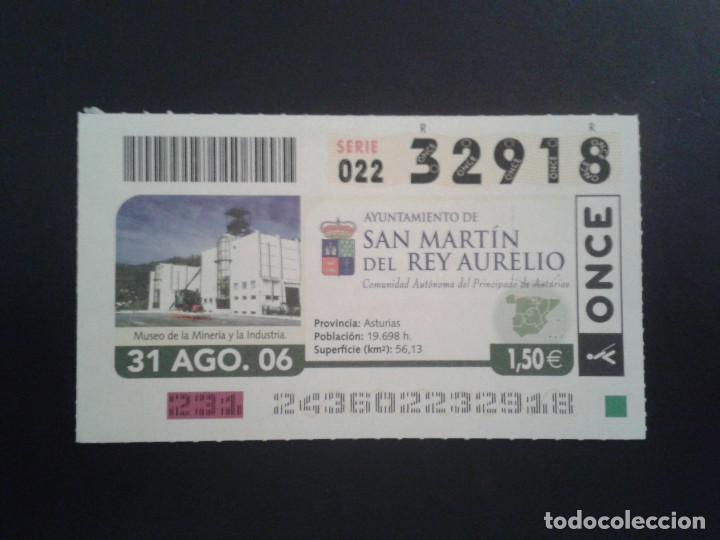 R R
SERIE
022
32918
AYUNTAMIENTO DE
SAN MARTÍN
DEL REY AURELIO
Comunidad Autónoma del Principado de Asturias
Museo de la Minería y la Industria.
31 AGO. 06
Provincia: Asturias
Población: 19.698 h.
Superficie (km²): 56,13
1,50€
ONCE
231
243602232918
todocoleccion.net